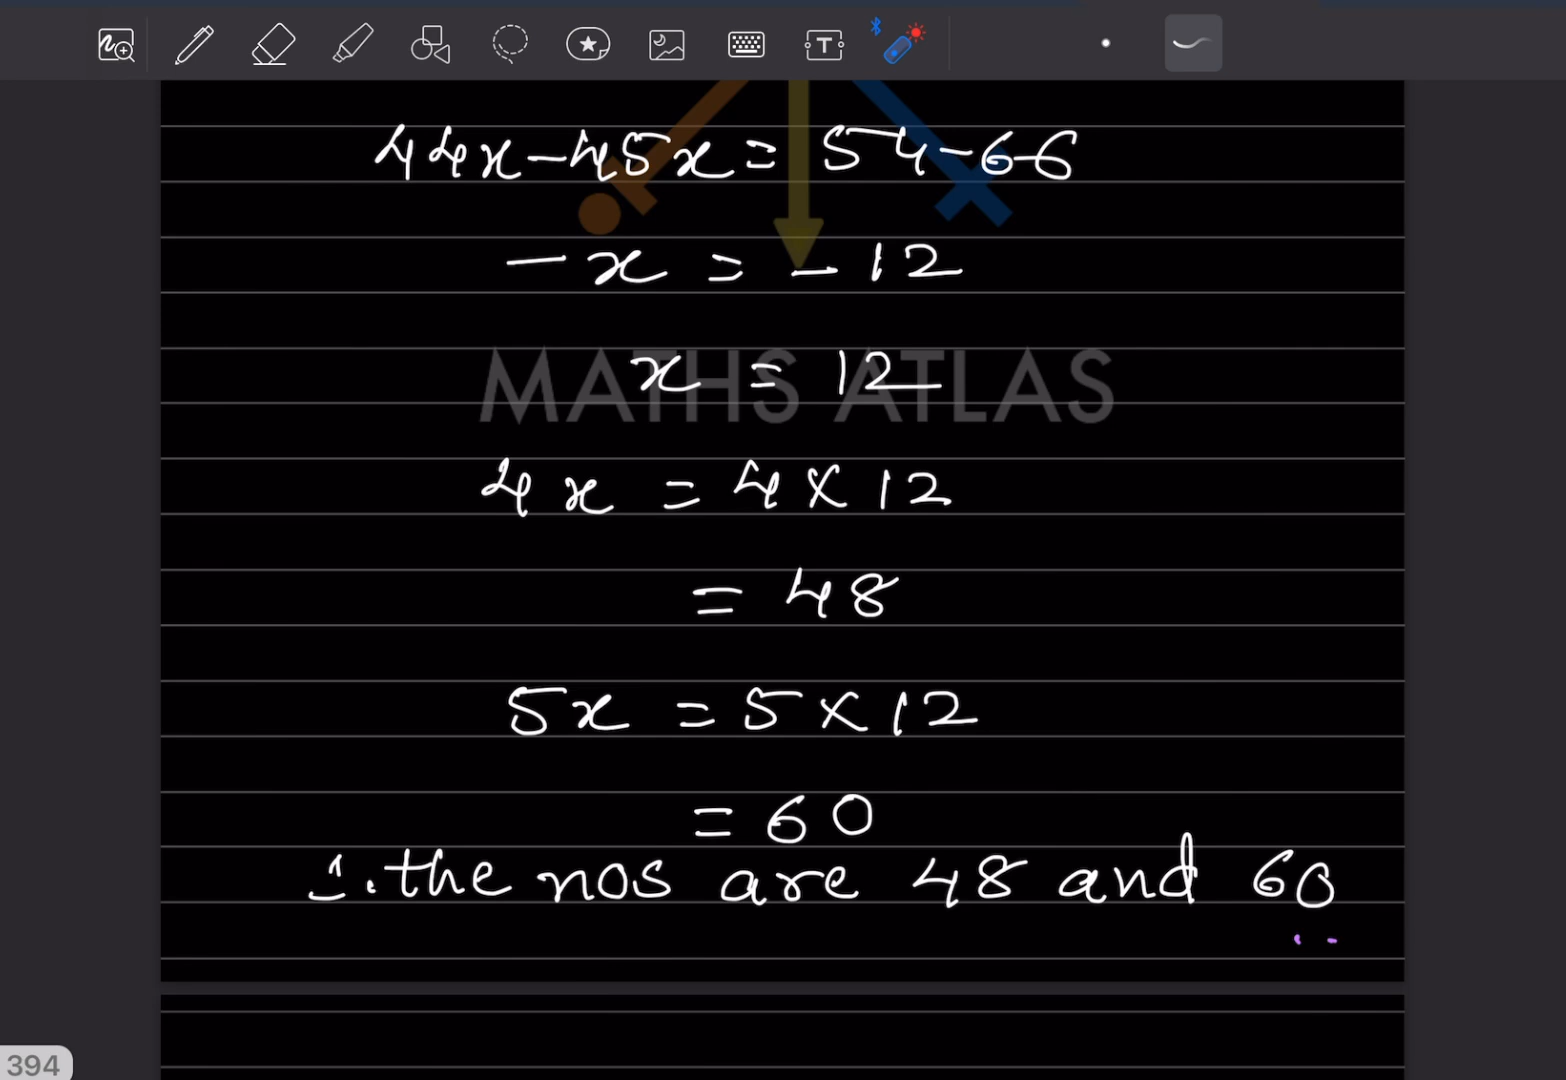 44x-45x = 54-66
-x = -12
x = 12
MATHS ATLAS
4x = 4×12
= 48
5x = 5×12
= 60
∴ the nos are 48 and 60
394